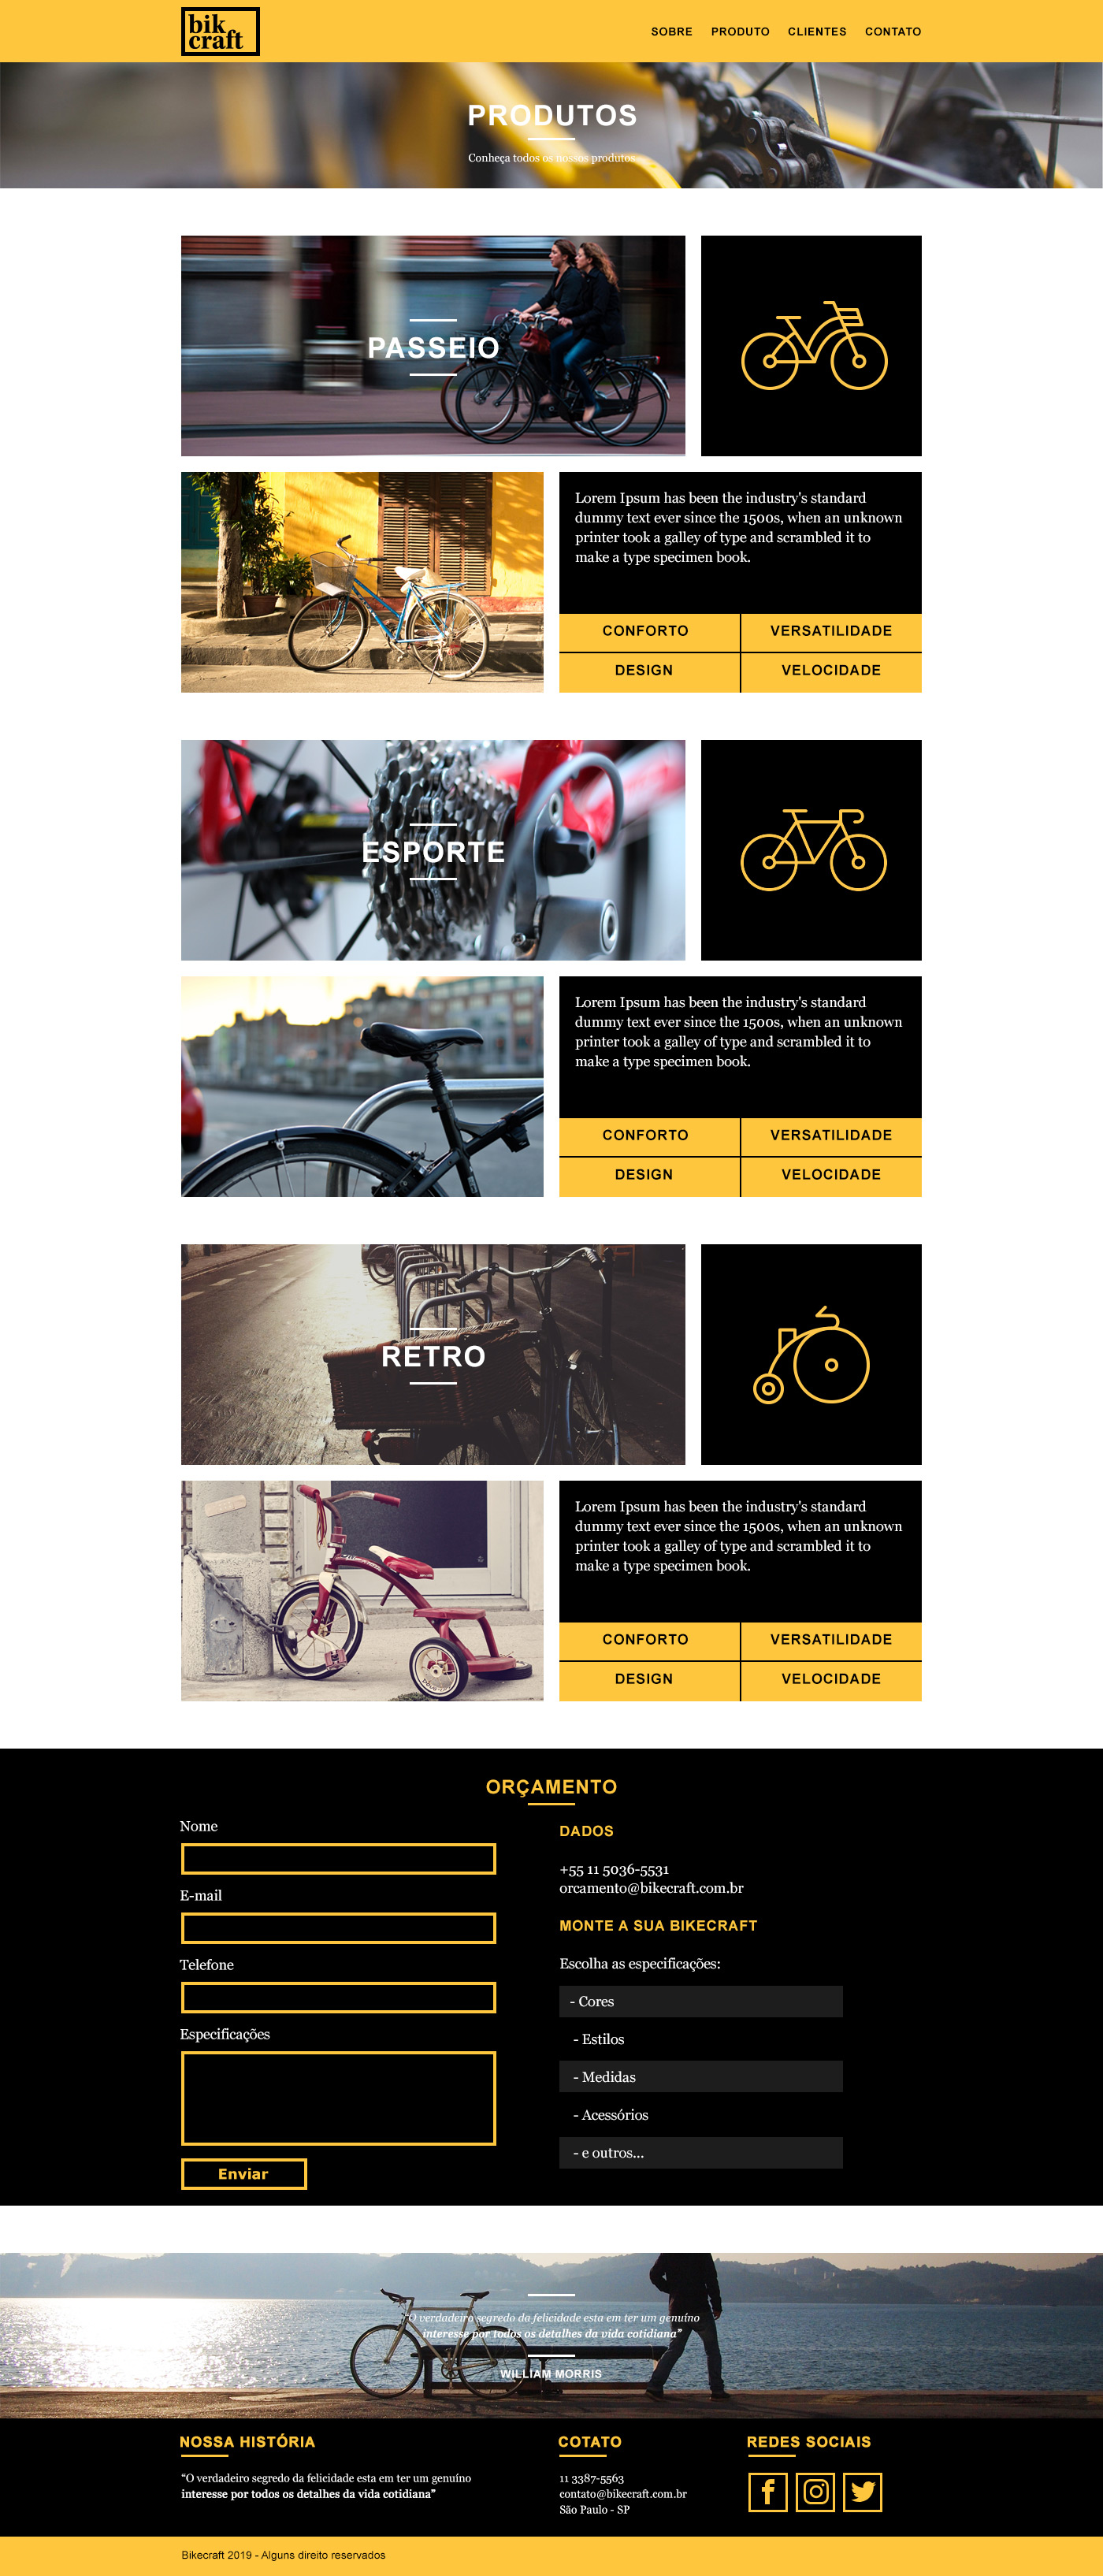 bik
craft
SOBRE PRODUTO CLIENTES CONTATO
PRODUTOS
Conheça todos os nossos produtos
PASSEIO
Lorem Ipsum has been the industry's standard
dummy text ever since the 1500s, when an unknown
printer took a galley of type and scrambled it to
make a type specimen book.
CONFORTO VERSATILIDADE
DESIGN VELOCIDADE
ESPORTE
Lorem Ipsum has been the industry's standard
dummy text ever since the 1500s, when an unknown
printer took a galley of type and scrambled it to
make a type specimen book.
CONFORTO VERSATILIDADE
DESIGN VELOCIDADE
RETRO
Lorem Ipsum has been the industry's standard
dummy text ever since the 1500s, when an unknown
printer took a galley of type and scrambled it to
make a type specimen book.
CONFORTO VERSATILIDADE
DESIGN VELOCIDADE
ORÇAMENTO
Nome
E-mail
Telefone
Especificações
Enviar
DADOS
+55 11 5036-5531
orcamento@bikecraft.com.br
MONTE A SUA BIKECRAFT
Escolha as especificações:
- Cores
- Estilos
- Medidas
- Acessórios
- e outros...
“O verdadeiro segredo da felicidade esta em ter um genuíno
interesse por todos os detalhes da vida cotidiana”
WILLIAM MORRIS
NOSSA HISTÓRIA
“O verdadeiro segredo da felicidade esta em ter um genuíno
interesse por todos os detalhes da vida cotidiana”
COTATO
11 3387-5563
contato@bikecraft.com.br
São Paulo - SP
REDES SOCIAIS
Bikecraft 2019 - Alguns direito reservados